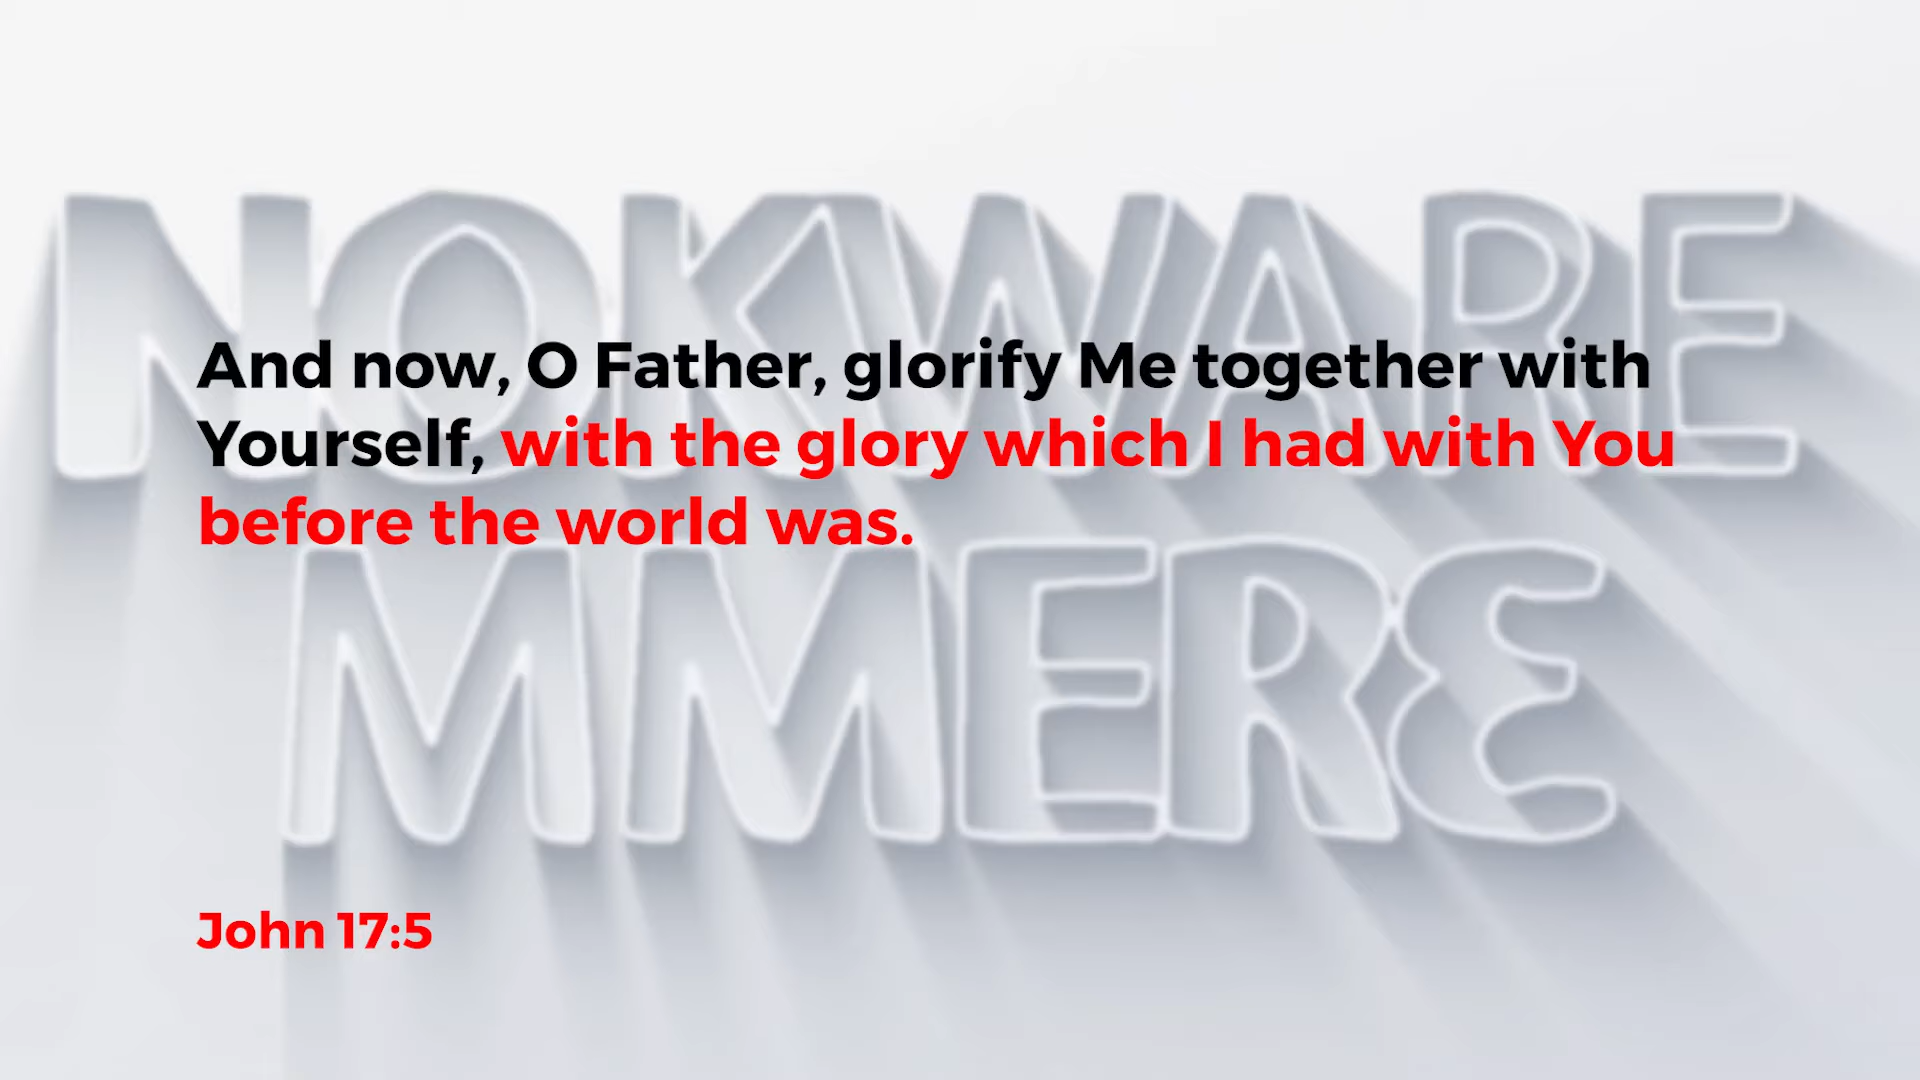 NOKWARE
And now, O Father, glorify Me together with
Yourself, with the glory which I had with You
before the world was.
MMERƐ
John 17:5